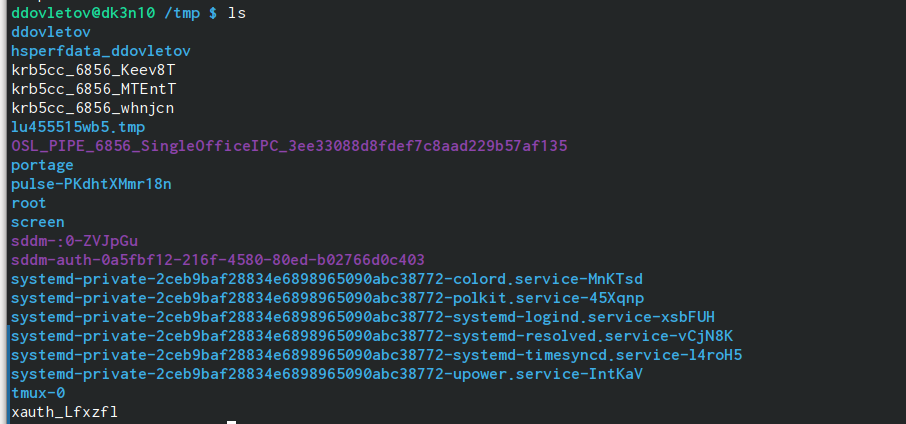 ddovletov@dk3n10 /tmp $ ls
ddovletov
hsperfdata_ddovletov
krb5cc_6856_Keev8T
krb5cc_6856_MTEntT
krb5cc_6856_whnjcn
lu455515wb5.tmp
OSL_PIPE_6856_SingleOfficeIPC_3ee33088d8fdef7c8aad229b57af135
portage
pulse-PKdhtXMmr18n
root
screen
sddm-:0-ZVJpGu
sddm-auth-0a5fbf12-216f-4580-80ed-b02766d0c403
systemd-private-2ceb9baf28834e6898965090abc38772-colord.service-MnKTsd
systemd-private-2ceb9baf28834e6898965090abc38772-polkit.service-45Xqnp
systemd-private-2ceb9baf28834e6898965090abc38772-systemd-logind.service-xsbFUH
systemd-private-2ceb9baf28834e6898965090abc38772-systemd-resolved.service-vCjN8K
systemd-private-2ceb9baf28834e6898965090abc38772-systemd-timesyncd.service-l4roH5
systemd-private-2ceb9baf28834e6898965090abc38772-upower.service-IntKaV
tmux-0
xauth_Lfxzfl